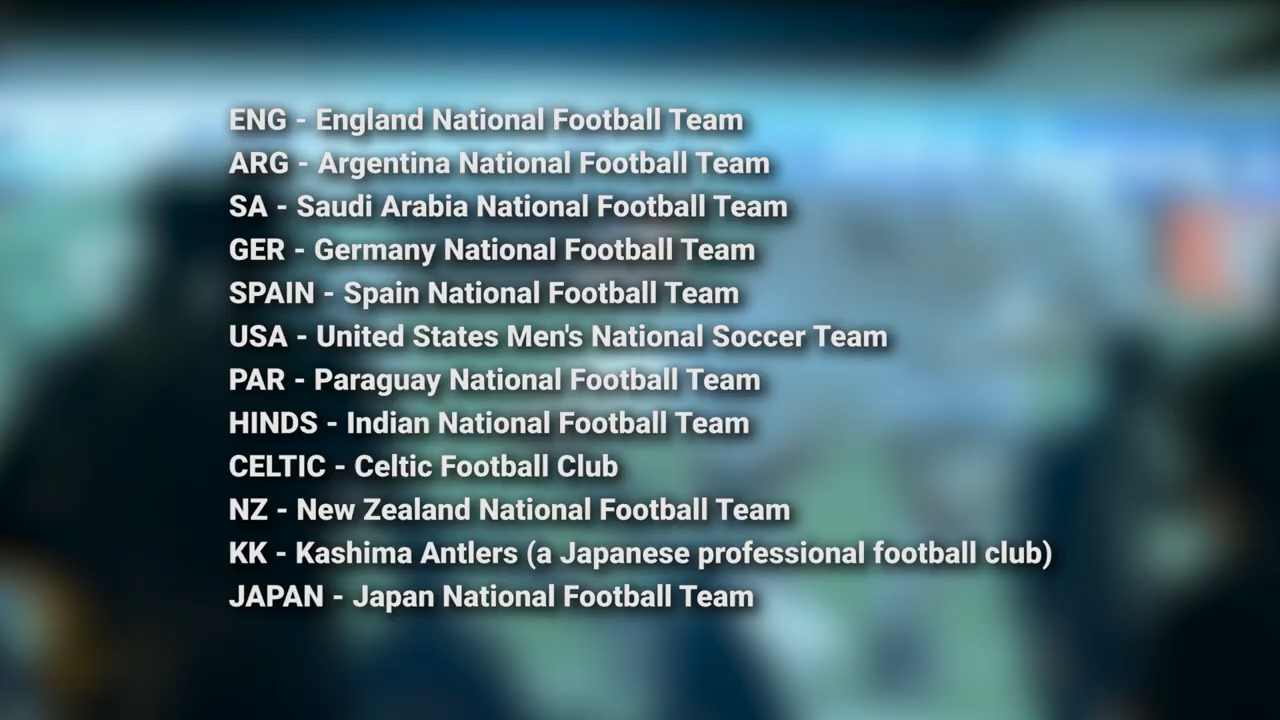 ENG - England National Football Team
ARG - Argentina National Football Team
SA - Saudi Arabia National Football Team
GER - Germany National Football Team
SPAIN - Spain National Football Team
USA - United States Men's National Soccer Team
PAR - Paraguay National Football Team
HINDS - Indian National Football Team
CELTIC - Celtic Football Club
NZ - New Zealand National Football Team
KK - Kashima Antlers (a Japanese professional football club)
JAPAN - Japan National Football Team